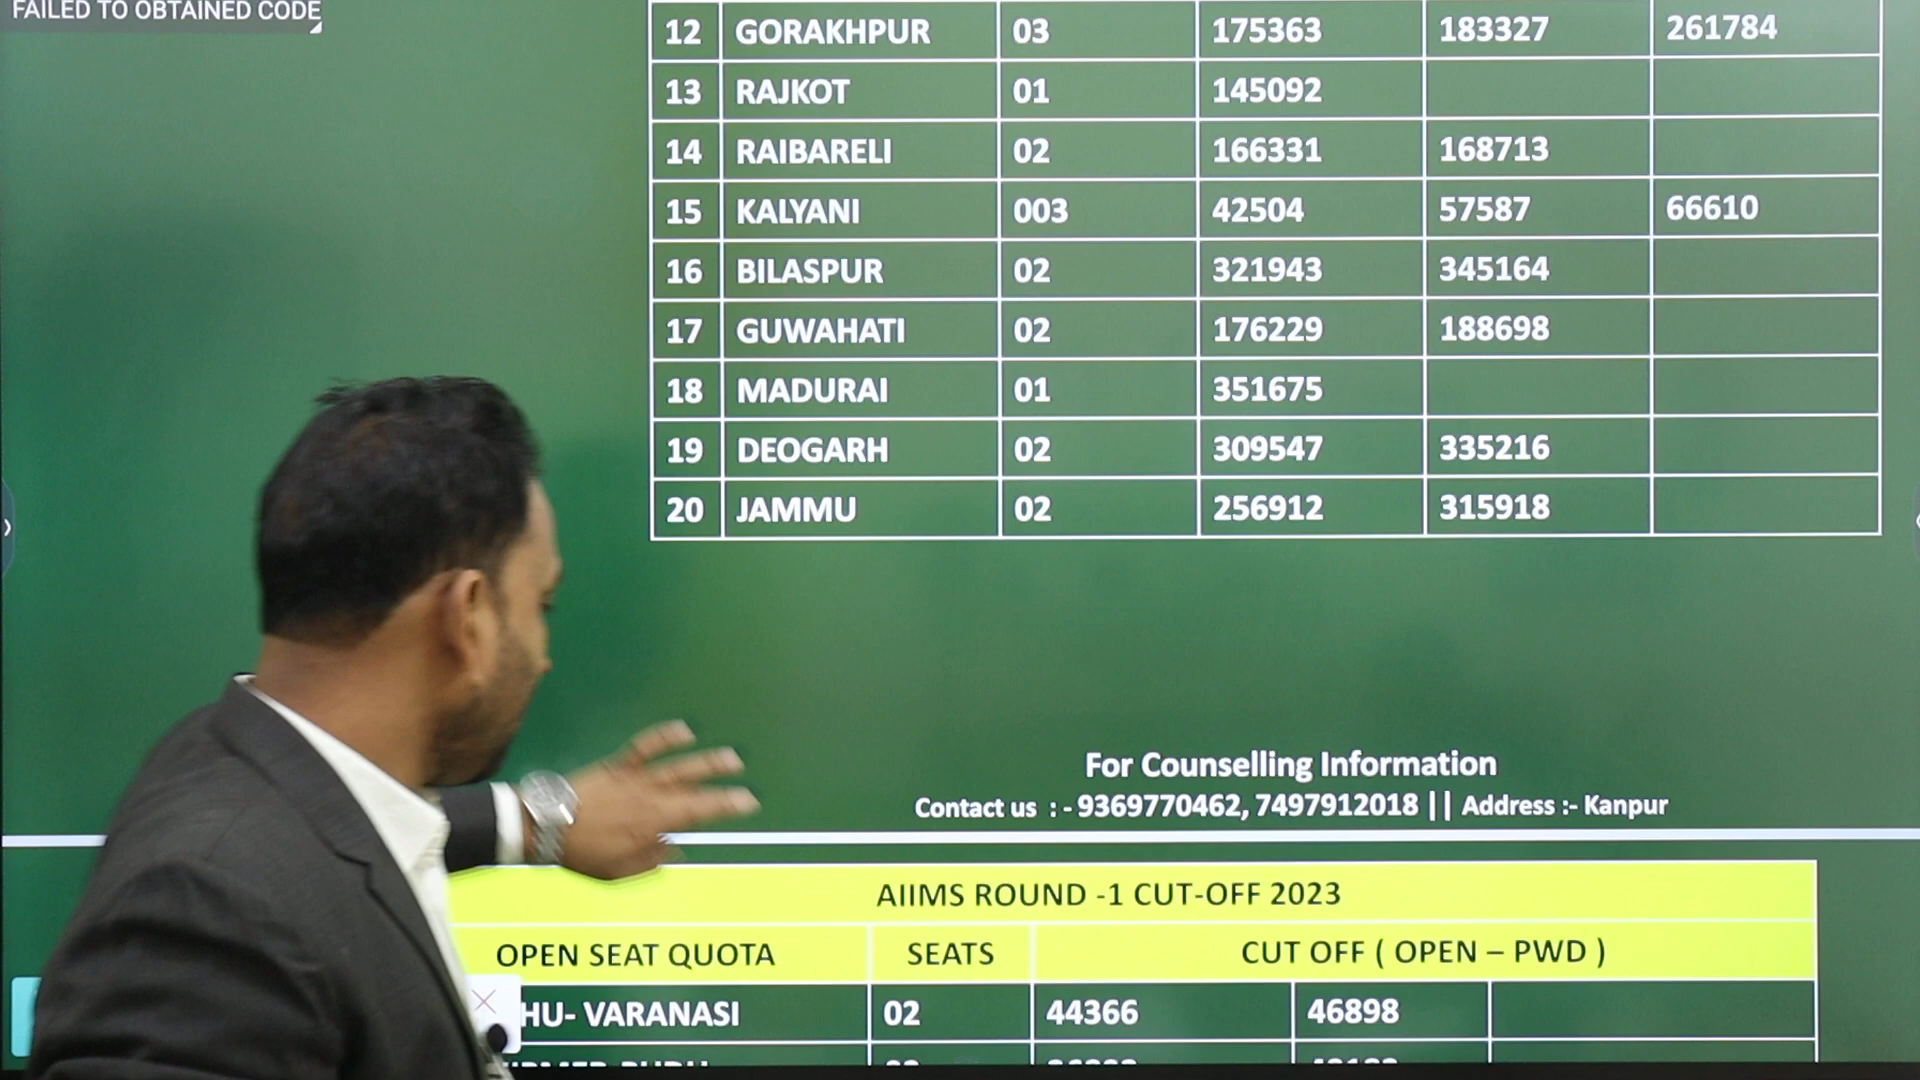 FAILED TO OBTAINED CODE
12 GORAKHPUR 03 175363 183327 261784
13 RAJKOT 01 145092
14 RAIBARELI 02 166331 168713
15 KALYANI 003 42504 57587 66610
16 BILASPUR 02 321943 345164
17 GUWAHATI 02 176229 188698
18 MADURAI 01 351675
19 DEOGARH 02 309547 335216
20 JAMMU 02 256912 315918
For Counselling Information
Contact us : - 9369770462, 7497912018 || Address :- Kanpur
AIIMS ROUND -1 CUT-OFF 2023
OPEN SEAT QUOTA SEATS CUT OFF ( OPEN – PWD )
HU- VARANASI 02 44366 46898